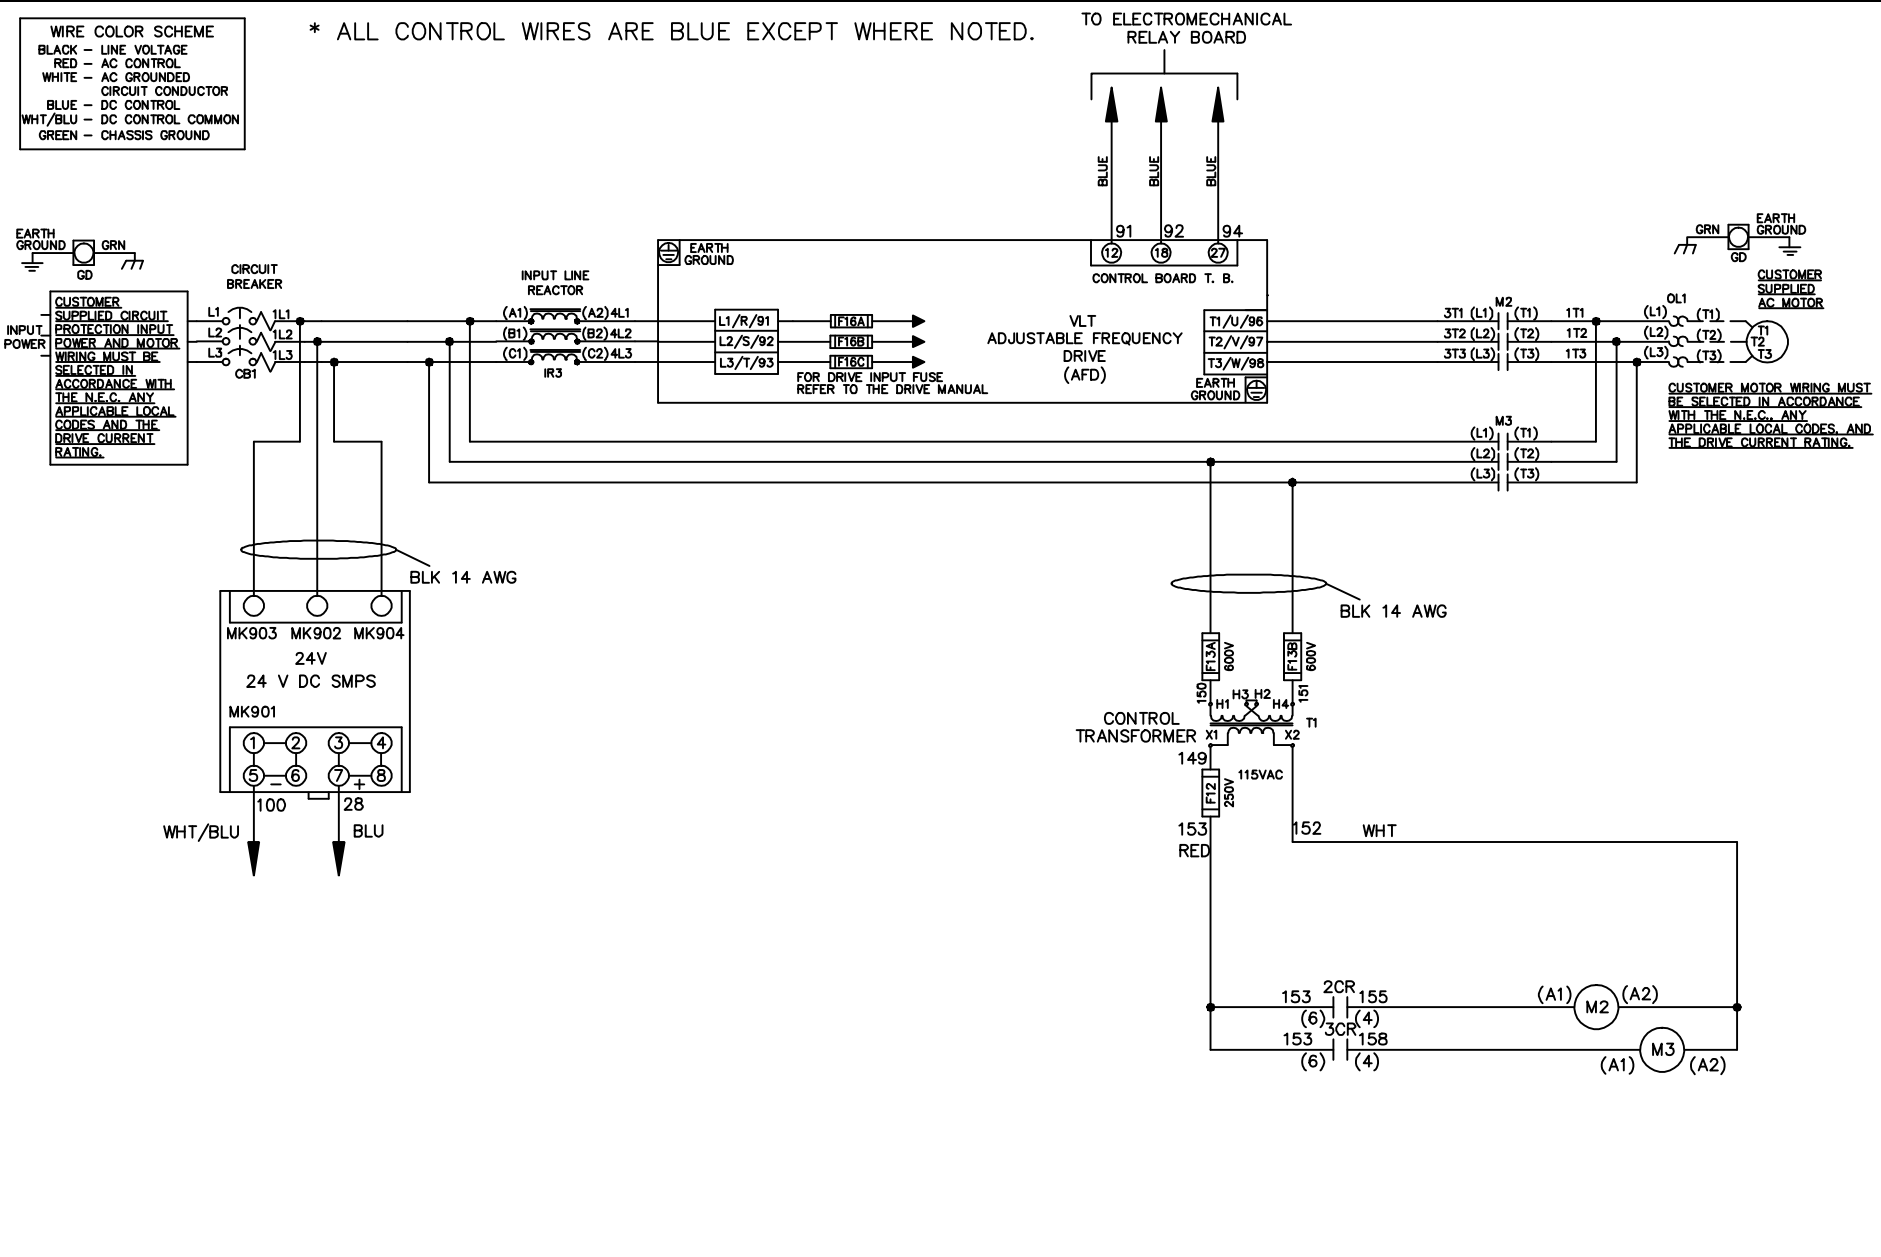 WIRE COLOR SCHEME
BLACK – LINE VOLTAGE
RED – AC CONTROL
WHITE – AC GROUNDED
CIRCUIT CONDUCTOR
BLUE – DC CONTROL
WHT/BLU – DC CONTROL COMMON
GREEN – CHASSIS GROUND
* ALL CONTROL WIRES ARE BLUE EXCEPT WHERE NOTED.
TO ELECTROMECHANICAL
RELAY BOARD
BLUE
BLUE
BLUE
91 92 94
12 18 27
CONTROL BOARD T. B.
EARTH
GROUND
GRN
GD
INPUT
POWER
CUSTOMER
SUPPLIED CIRCUIT
PROTECTION INPUT
POWER AND MOTOR
WIRING MUST BE
SELECTED IN
ACCORDANCE WITH
THE N.E.C. ANY
APPLICABLE LOCAL
CODES AND THE
DRIVE CURRENT
RATING.
CIRCUIT
BREAKER
L1 1L1
L2 1L2
L3 1L3
CB1
INPUT LINE
REACTOR
(A1) (A2) 4L1
(B1) (B2) 4L2
(C1) (C2) 4L3
IR3
EARTH
GROUND
L1/R/91
L2/S/92
L3/T/93
F16A
F16B
F16C
FOR DRIVE INPUT FUSE
REFER TO THE DRIVE MANUAL
VLT
ADJUSTABLE FREQUENCY
DRIVE
(AFD)
T1/U/96
T2/V/97
T3/W/98
EARTH
GROUND
M2
3T1 (L1) (T1) 1T1
3T2 (L2) (T2) 1T2
3T3 (L3) (T3) 1T3
M3
(L1) (T1)
(L2) (T2)
(L3) (T3)
OL1
(L1) (T1)
(L2) (T2)
(L3) (T3)
T1
T2
T3
GRN
GD
EARTH
GROUND
CUSTOMER
SUPPLIED
AC MOTOR
CUSTOMER MOTOR WIRING MUST
BE SELECTED IN ACCORDANCE
WITH THE N.E.C., ANY
APPLICABLE LOCAL CODES, AND
THE DRIVE CURRENT RATING.
BLK 14 AWG
MK903 MK902 MK904
24V
24 V DC SMPS
MK901
1 2 3 4
5 – 6 7 + 8
100 28
WHT/BLU BLU
BLK 14 AWG
F13A
600V
F13B
600V
150 151
H1 H3 H2 H4
T1
CONTROL
TRANSFORMER
X1 X2
149
115VAC
F12
250V
153
RED
152 WHT
153 2CR 155
(6) (4)
(A1) M2 (A2)
153 3CR 158
(6) (4)
(A1) M3 (A2)